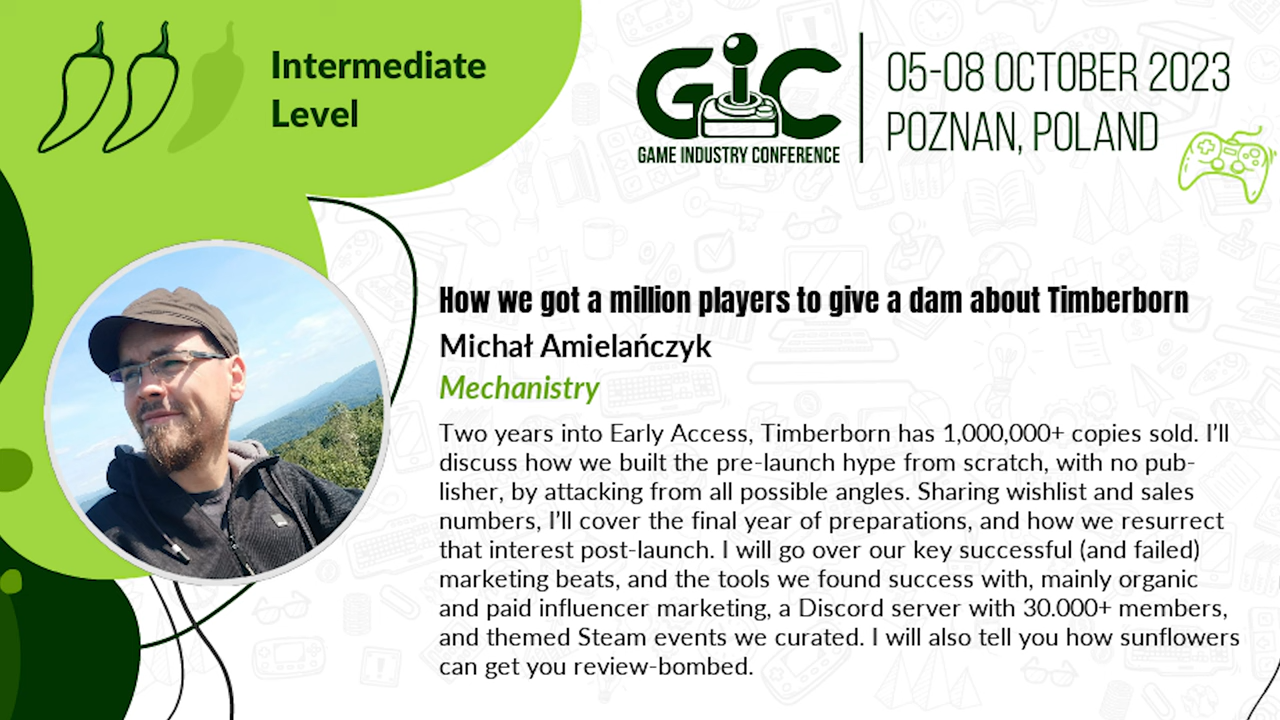 Intermediate
Level
GIC
GAME INDUSTRY CONFERENCE
05-08 OCTOBER 2023
POZNAN, POLAND
How we got a million players to give a dam about Timberborn
Michał Amielańczyk
Mechanistry
Two years into Early Access, Timberborn has 1,000,000+ copies sold. I’ll
discuss how we built the pre-launch hype from scratch, with no pub-
lisher, by attacking from all possible angles. Sharing wishlist and sales
numbers, I’ll cover the final year of preparations, and how we resurrect
that interest post-launch. I will go over our key successful (and failed)
marketing beats, and the tools we found success with, mainly organic
and paid influencer marketing, a Discord server with 30.000+ members,
and themed Steam events we curated. I will also tell you how sunflowers
can get you review-bombed.